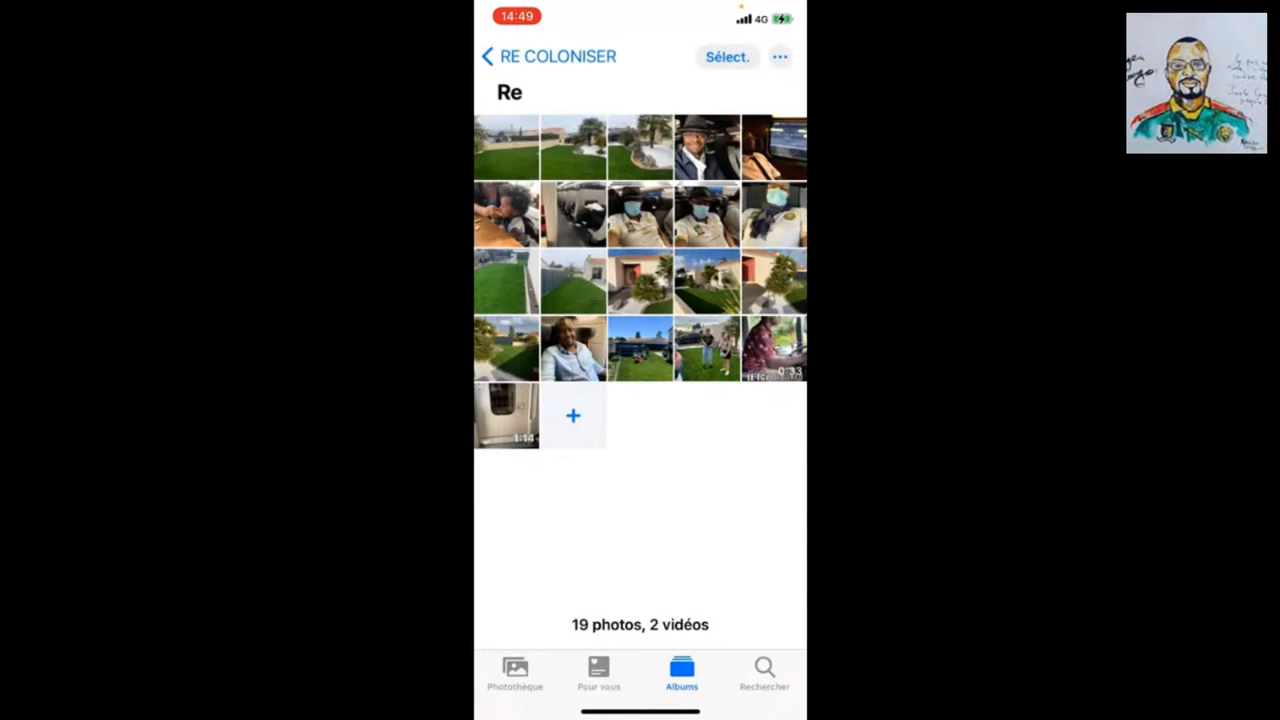 14:49
4G
RE COLONISER
Sélect.
Re
0:33
1:14
19 photos, 2 vidéos
Photothèque
Pour vous
Albums
Rechercher